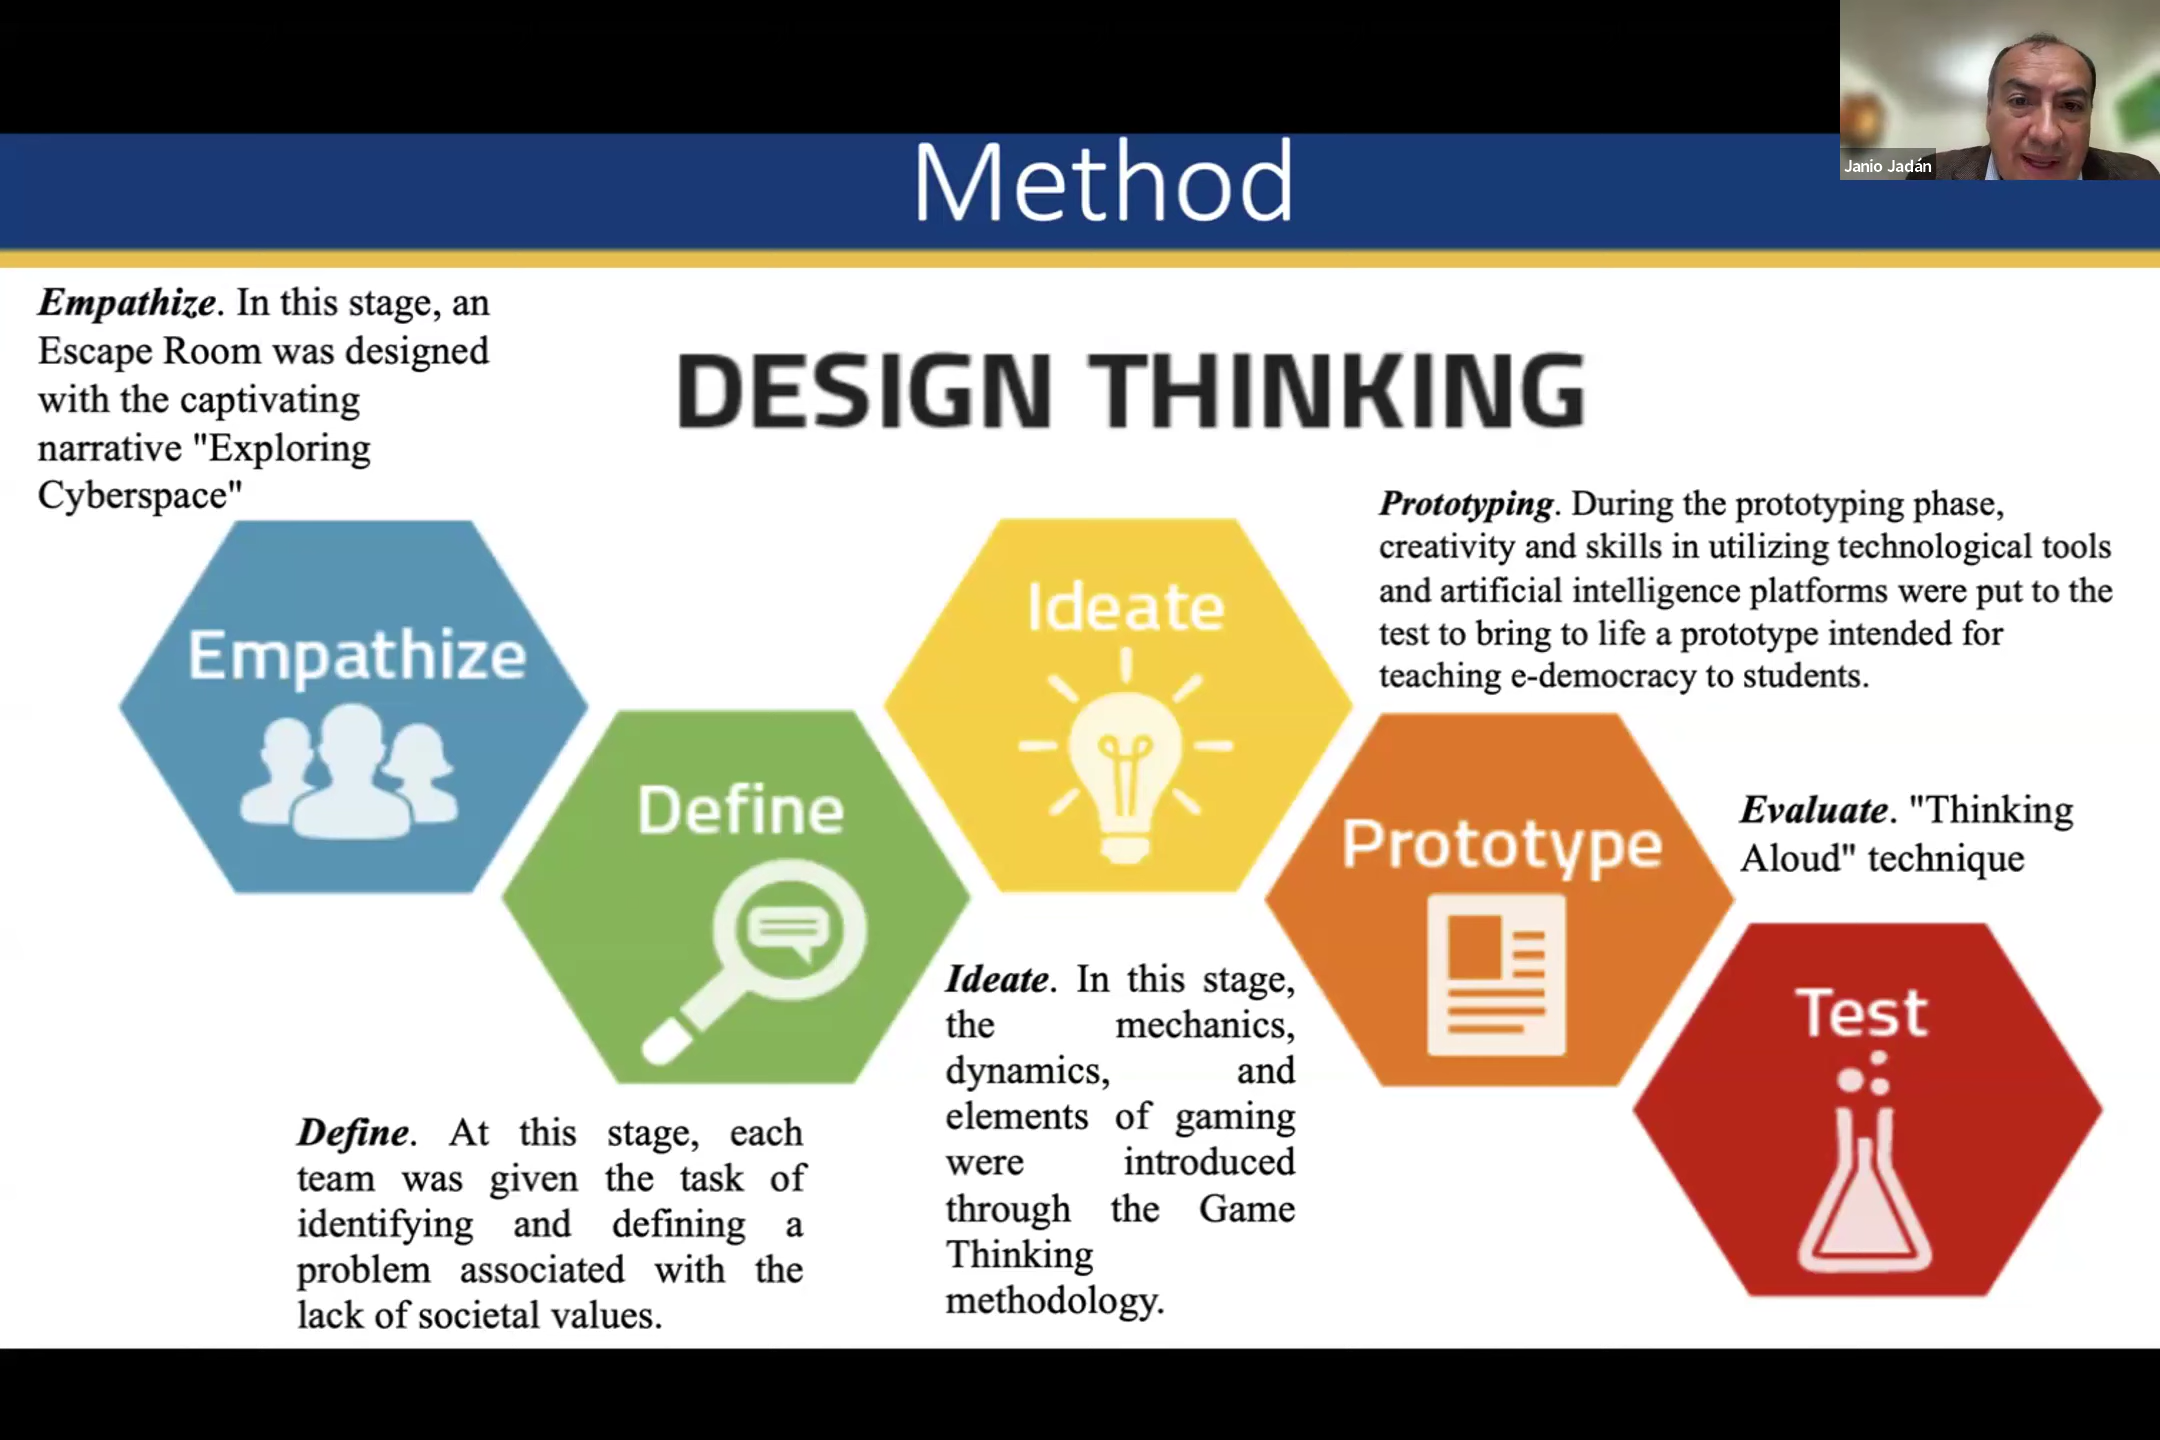 Janio Jadán
Method
Empathize. In this stage, an
Escape Room was designed
with the captivating
narrative "Exploring
Cyberspace"
DESIGN THINKING
Prototyping. During the prototyping phase,
creativity and skills in utilizing technological tools
and artificial intelligence platforms were put to the
test to bring to life a prototype intended for
teaching e-democracy to students.
Empathize
Define
Ideate
Prototype
Evaluate. "Thinking
Aloud" technique
Test
Define. At this stage, each
team was given the task of
identifying and defining a
problem associated with the
lack of societal values.
Ideate. In this stage,
the mechanics,
dynamics, and
elements of gaming
were introduced
through the Game
Thinking
methodology.